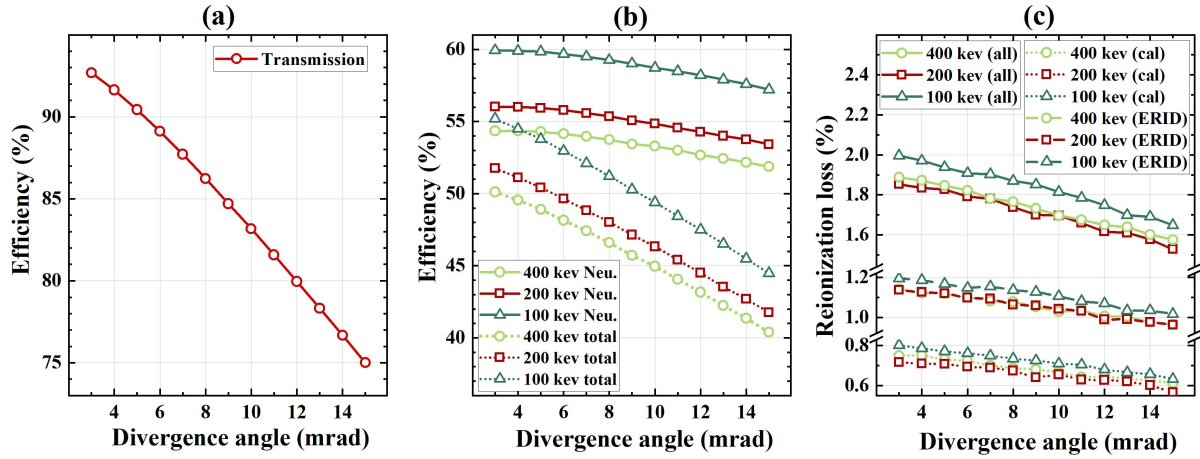 (a)
Transmission
Efficiency (%)
90
85
80
75
4 6 8 10 12 14
Divergence angle (mrad)
(b)
Efficiency (%)
60
55
50
45
40
400 kev Neu.
200 kev Neu.
100 kev Neu.
400 kev total
200 kev total
100 kev total
4 6 8 10 12 14
Divergence angle (mrad)
(c)
400 kev (all)
200 kev (all)
100 kev (all)
400 kev (cal)
200 kev (cal)
100 kev (cal)
400 kev (ERID)
200 kev (ERID)
100 kev (ERID)
Reionization loss (%)
2.4
2.2
2.0
1.8
1.6
1.2
1.0
0.8
0.6
4 6 8 10 12 14
Divergence angle (mrad)